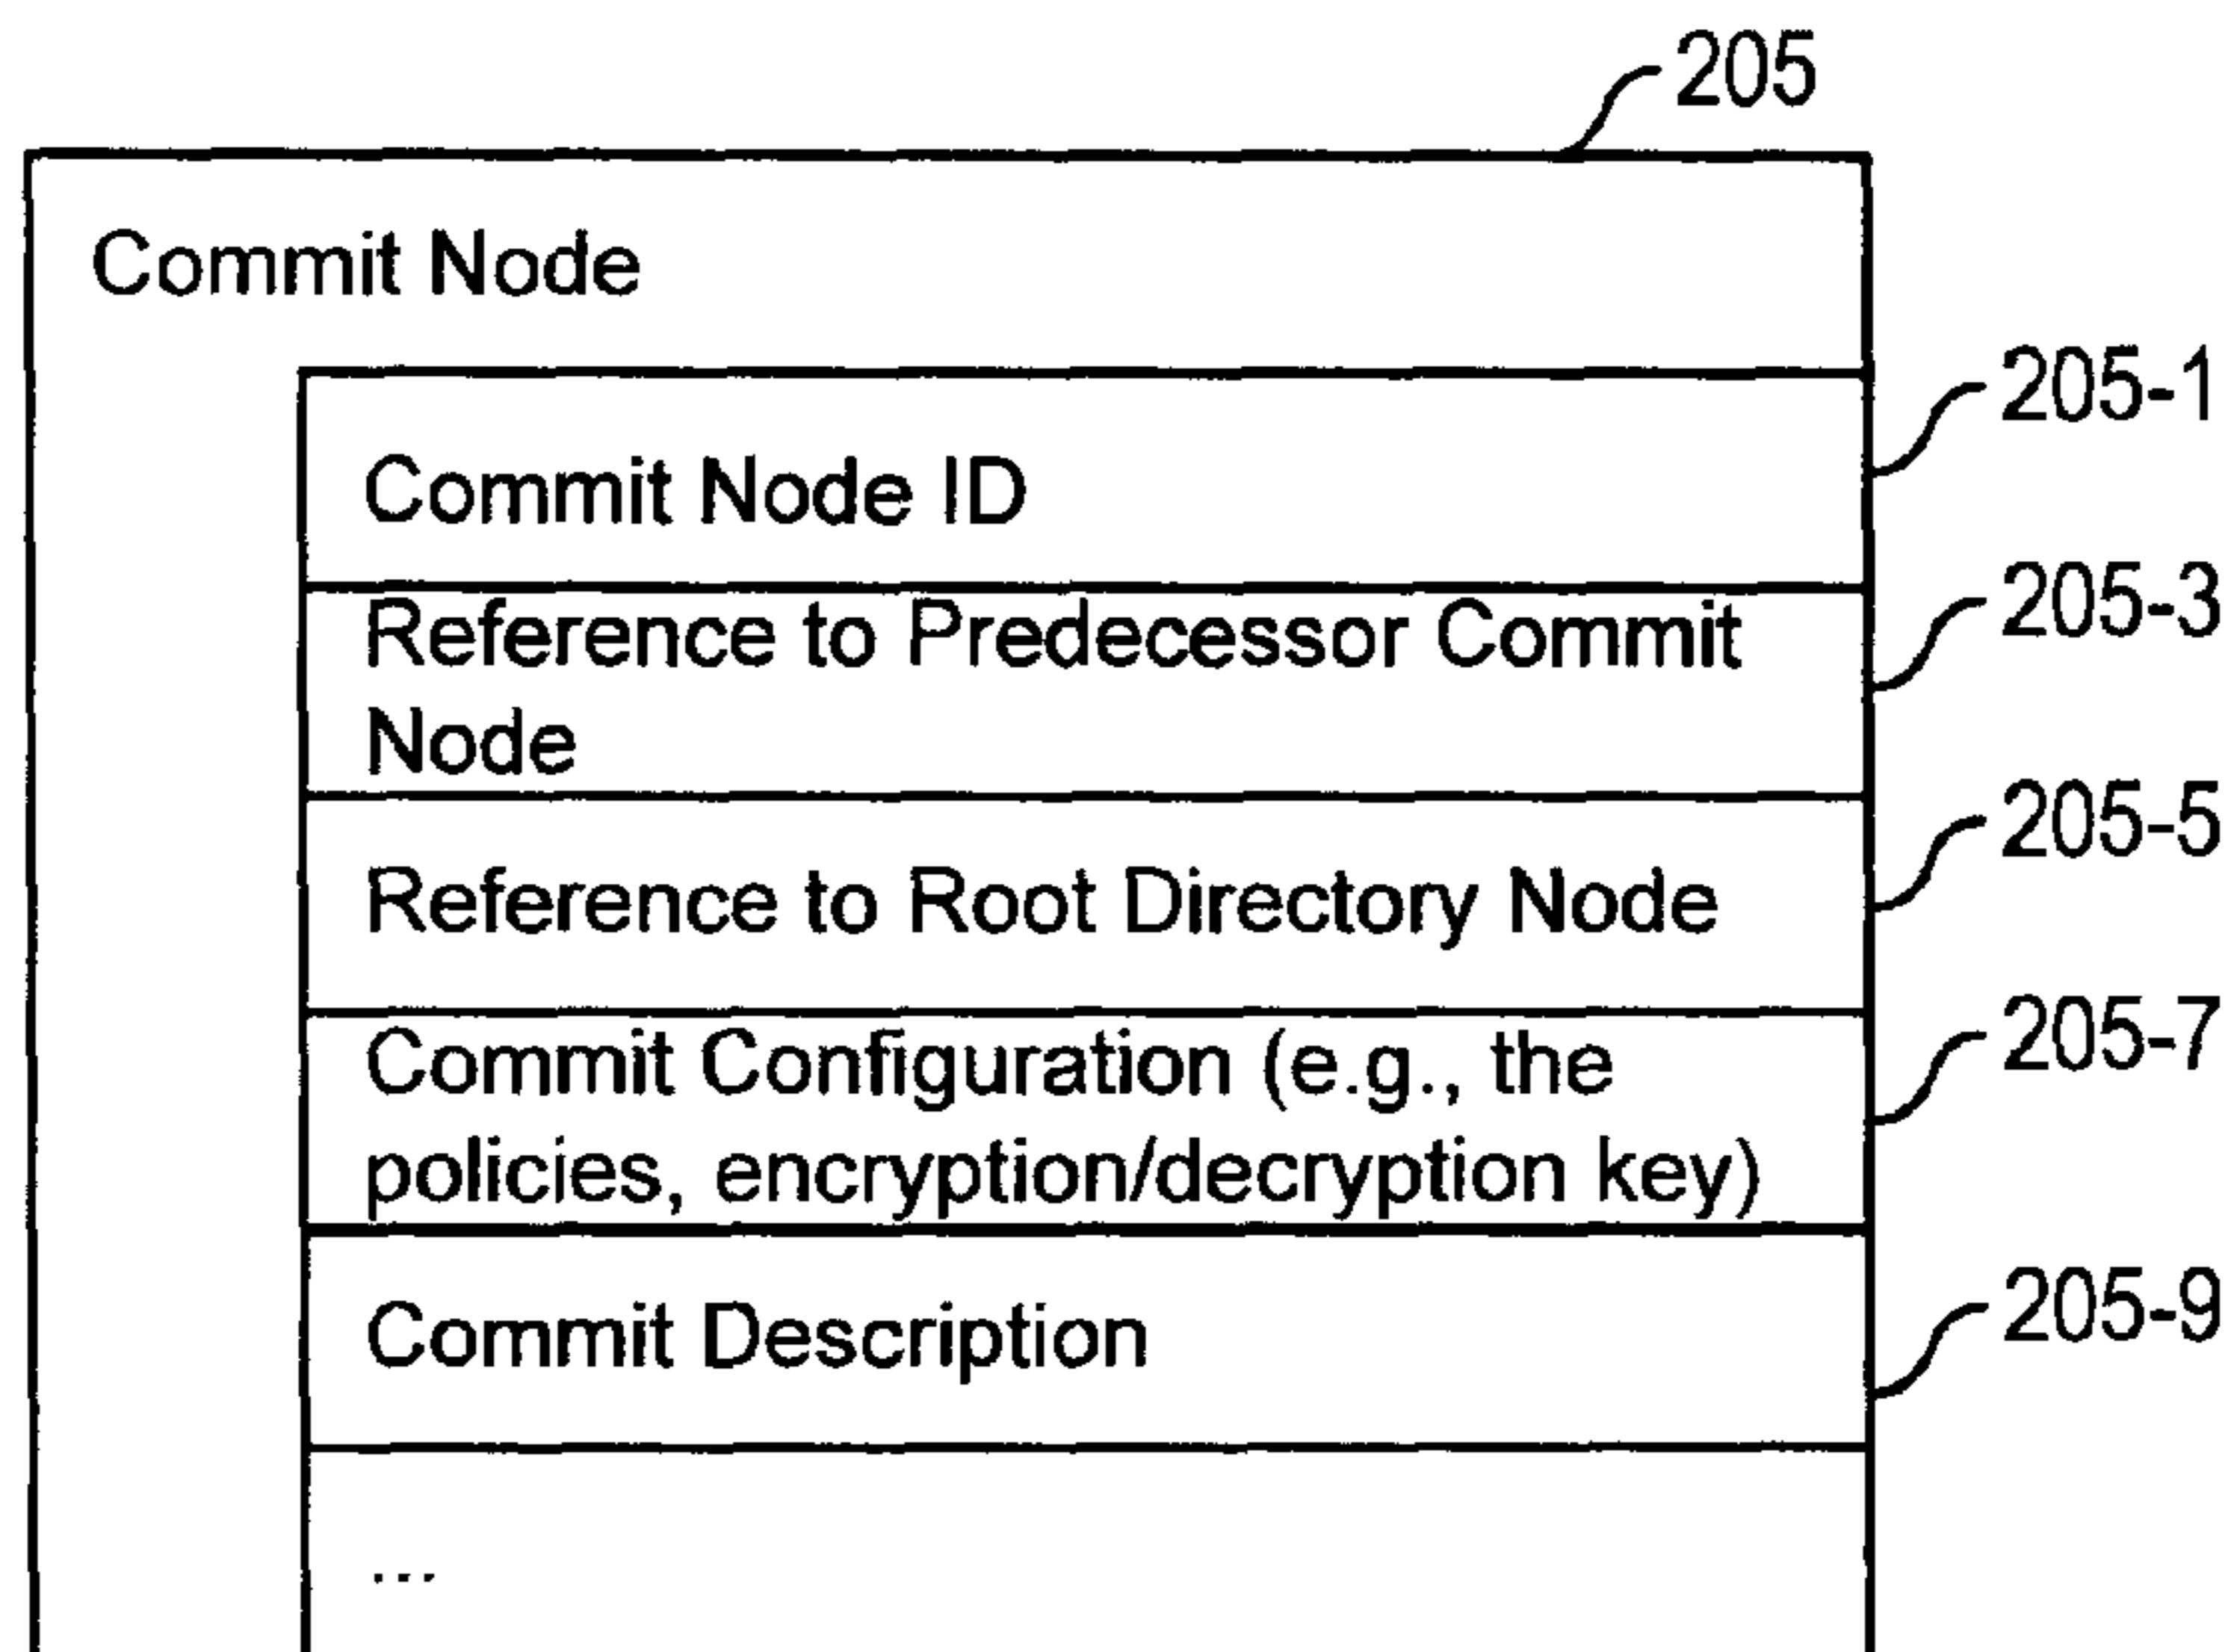 205
Commit Node
205-1
Commit Node ID
205-3
Reference to Predecessor Commit
Node
205-5
Reference to Root Directory Node
205-7
Commit Configuration (e.g., the
policies, encryption/decryption key)
205-9
Commit Description
...